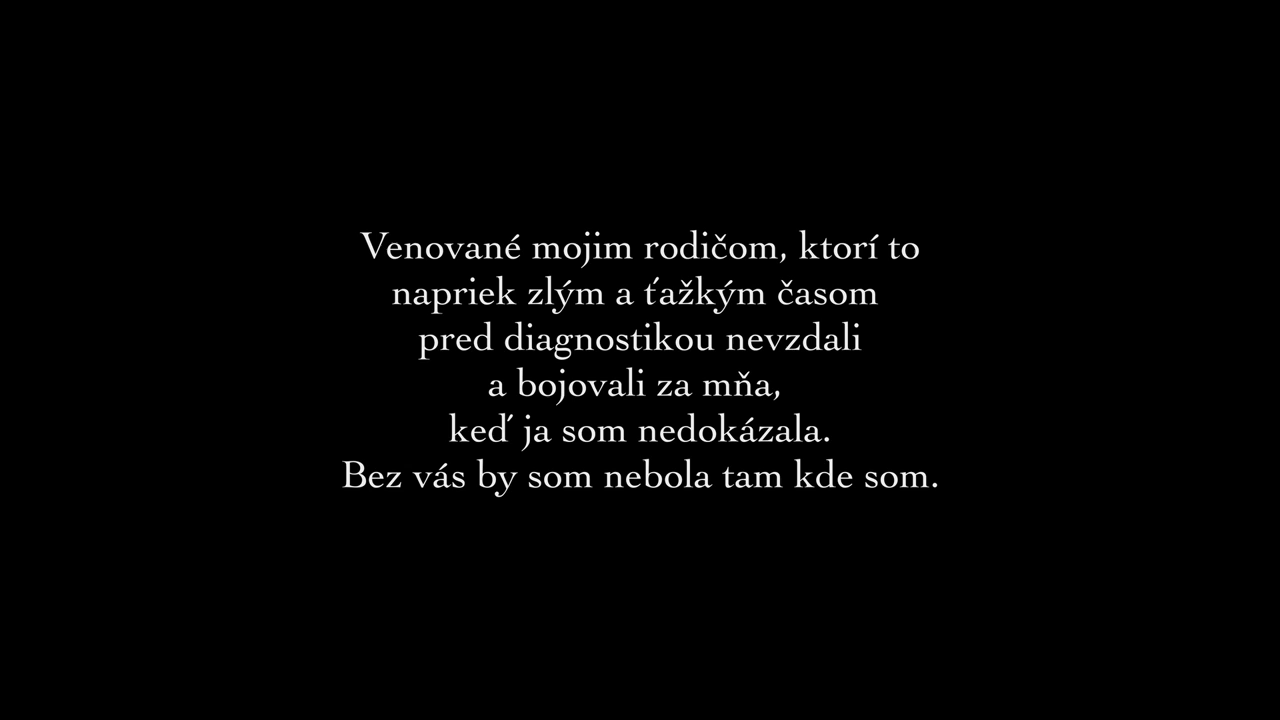 Venované mojim rodičom, ktorí to
napriek zlým a ťažkým časom
pred diagnostikou nevzdali
a bojovali za mňa,
keď ja som nedokázala.
Bez vás by som nebola tam kde som.